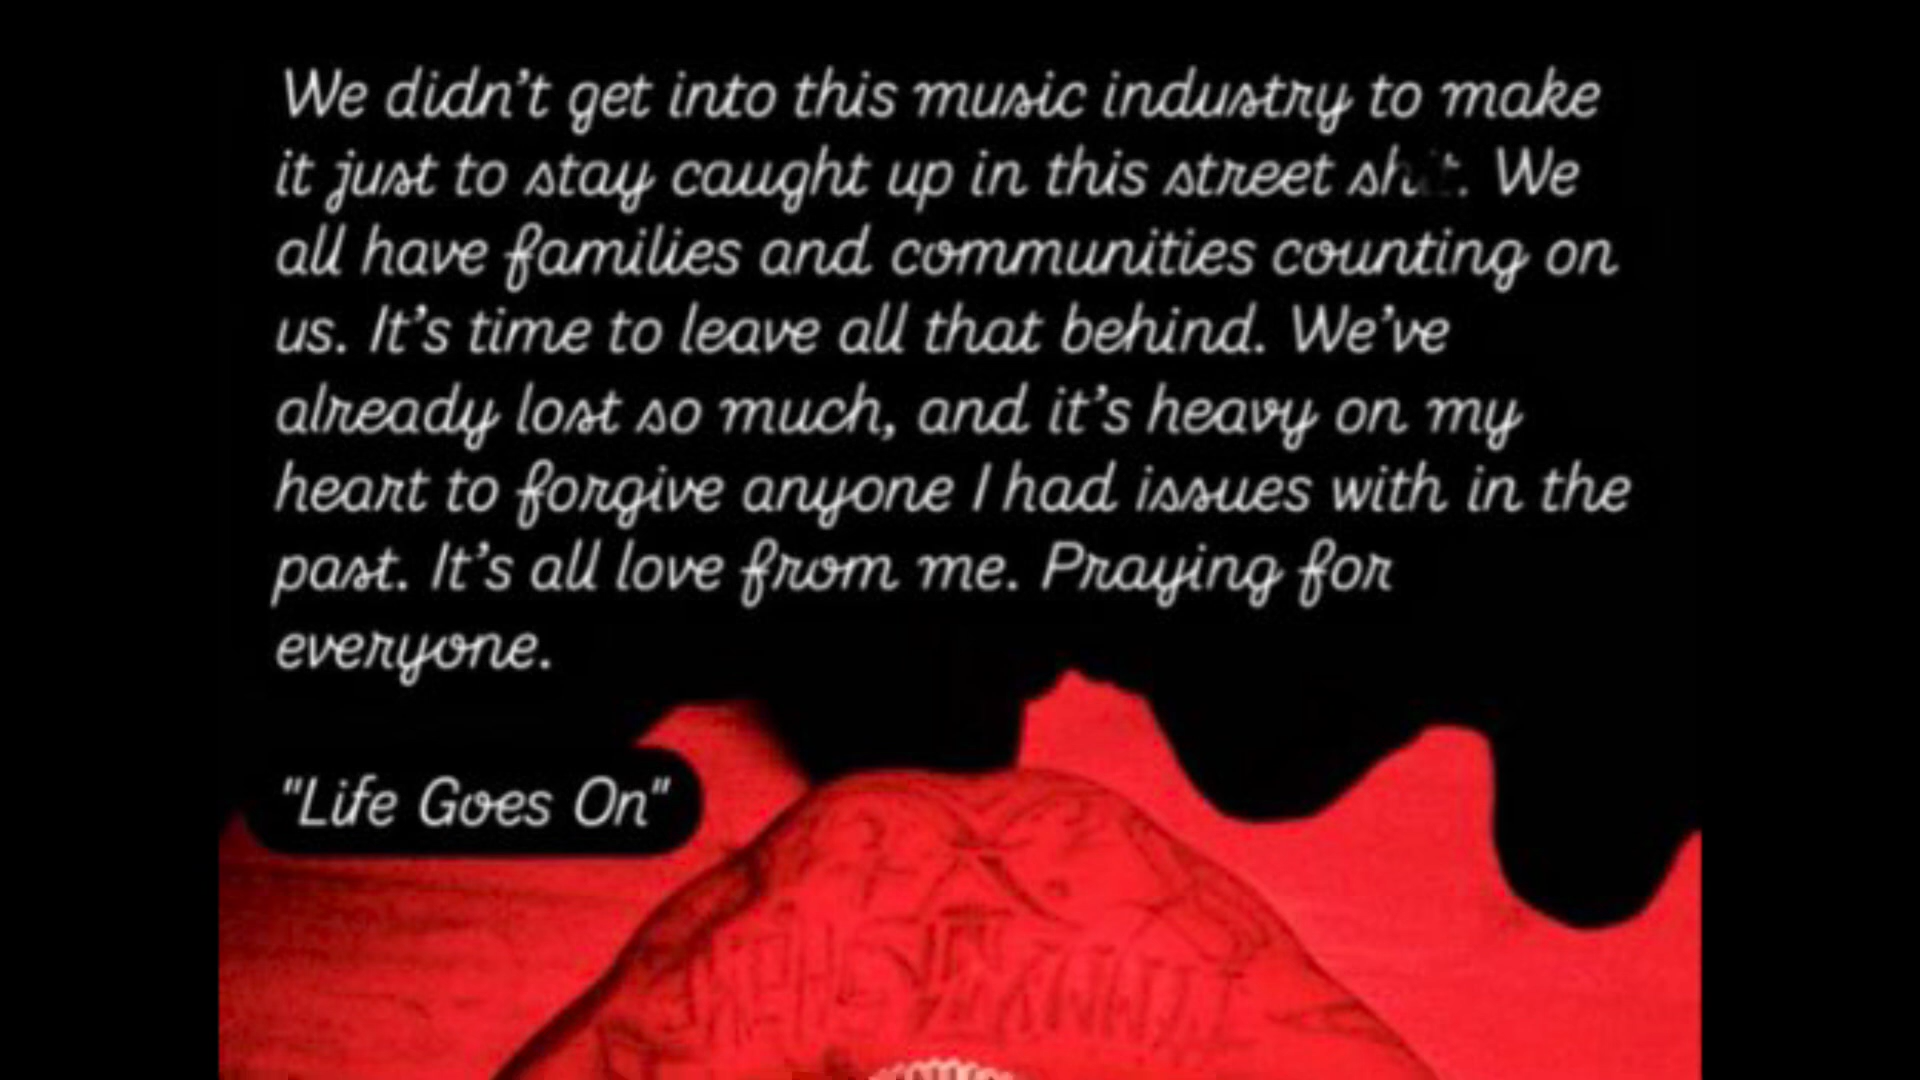 We didn't get into this music industry to make
it just to stay caught up in this street sh t. We
all have families and communities counting on
us. It's time to leave all that behind. We've
already lost so much, and it's heavy on my
heart to forgive anyone I had issues with in the
past. It's all love from me. Praying for
everyone.
"Life Goes On"